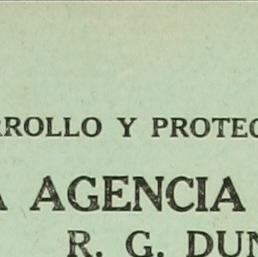 RROLLO Y PROTEC
A AGENCIA
R. G. DUN